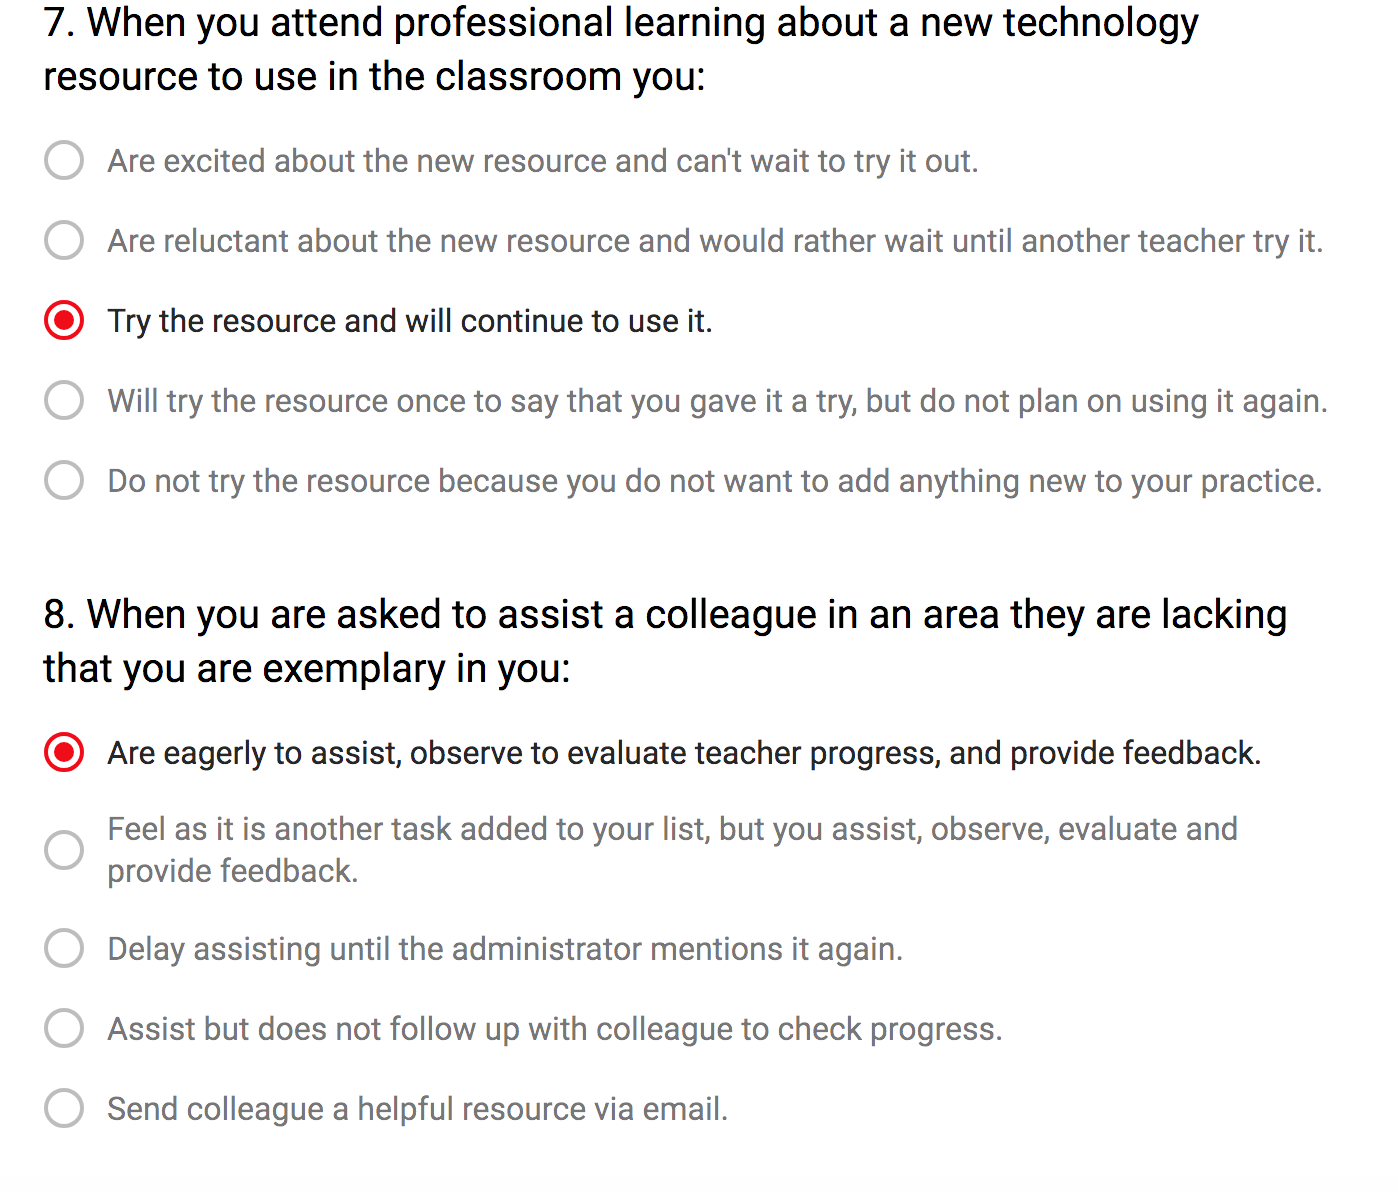 7. When you attend professional learning about a new technology
resource to use in the classroom you:
Are excited about the new resource and can't wait to try it out.
Are reluctant about the new resource and would rather wait until another teacher try it.
Try the resource and will continue to use it.
Will try the resource once to say that you gave it a try, but do not plan on using it again.
Do not try the resource because you do not want to add anything new to your practice.
8. When you are asked to assist a colleague in an area they are lacking
that you are exemplary in you:
Are eagerly to assist, observe to evaluate teacher progress, and provide feedback.
Feel as it is another task added to your list, but you assist, observe, evaluate and
provide feedback.
Delay assisting until the administrator mentions it again.
Assist but does not follow up with colleague to check progress.
Send colleague a helpful resource via email.